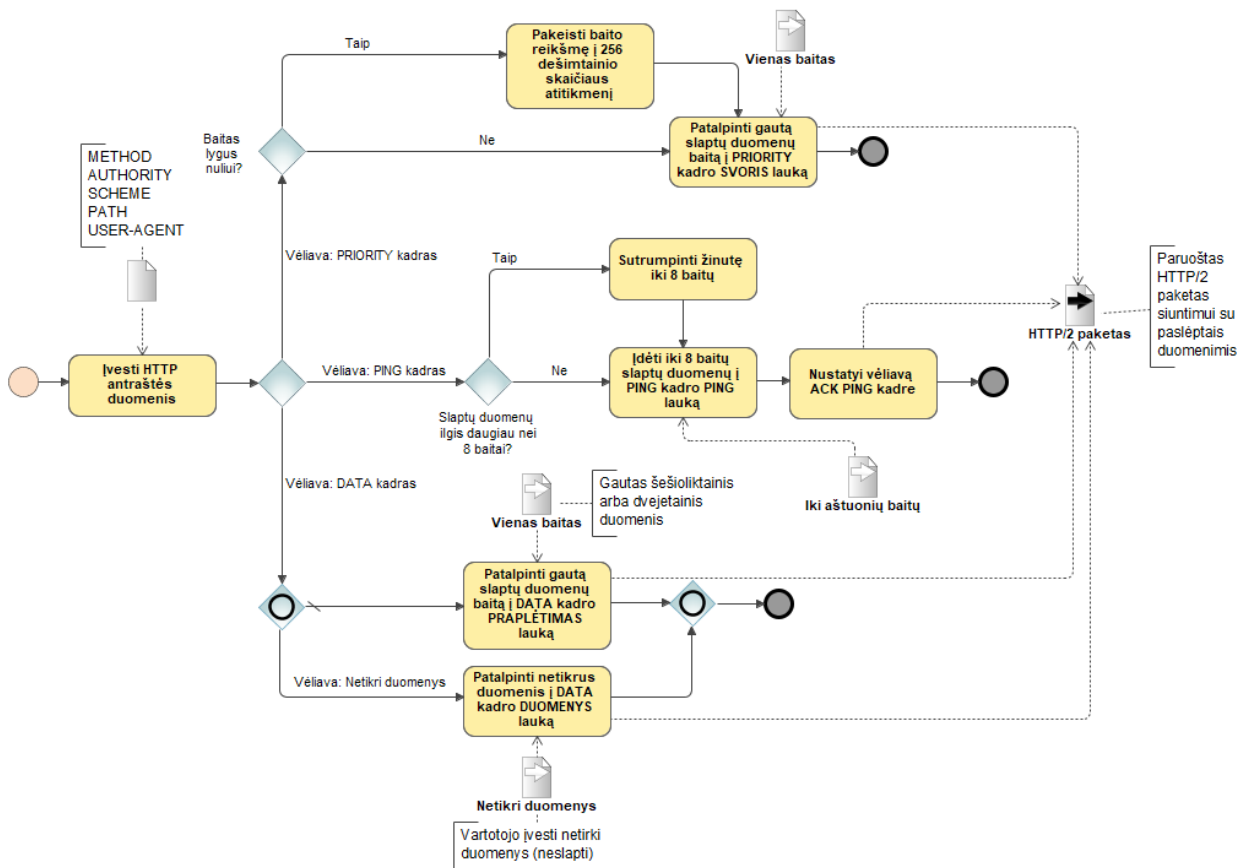 Taip
Pakeisti baito
reikšmę į 256
dešimtainio
skaičiaus
atitikmenį
Vienas baitas
Baitas
lygus
nuliui?
Ne
Patalpinti gautą
slaptų duomenų
baitą į PRIORITY
kadro SVORIS lauką
METHOD
AUTHORITY
SCHEME
PATH
USER-AGENT
Vėliava: PRIORITY kadras
Taip
Sutrumpinti žinutę
iki 8 baitų
Paruoštas
HTTP/2
paketas
siuntimui su
paslėptais
duomenimis
HTTP/2 paketas
Įvesti HTTP
antraštės
duomenis
Vėliava: PING kadras
Ne
Įdėti iki 8 baitų
slaptų duomenų į
PING kadro PING
lauką
Nustatyi vėliavą
ACK PING kadre
Slaptų duomenų
ilgis daugiau nei
8 baitai?
Vėliava: DATA kadras
Vienas baitas
Gautas šešioliktainis
arba dvejetainis
duomenis
Iki aštuonių baitų
Patalpinti gautą
slaptų duomenų
baitą į DATA kadro
PRAPLĖTIMAS
lauką
Vėliava: Netikri duomenys
Patalpinti netikrus
duomenis į DATA
kadro DUOMENYS
lauką
Netikri duomenys
Vartotojo įvesti netirki
duomenys (neslapti)